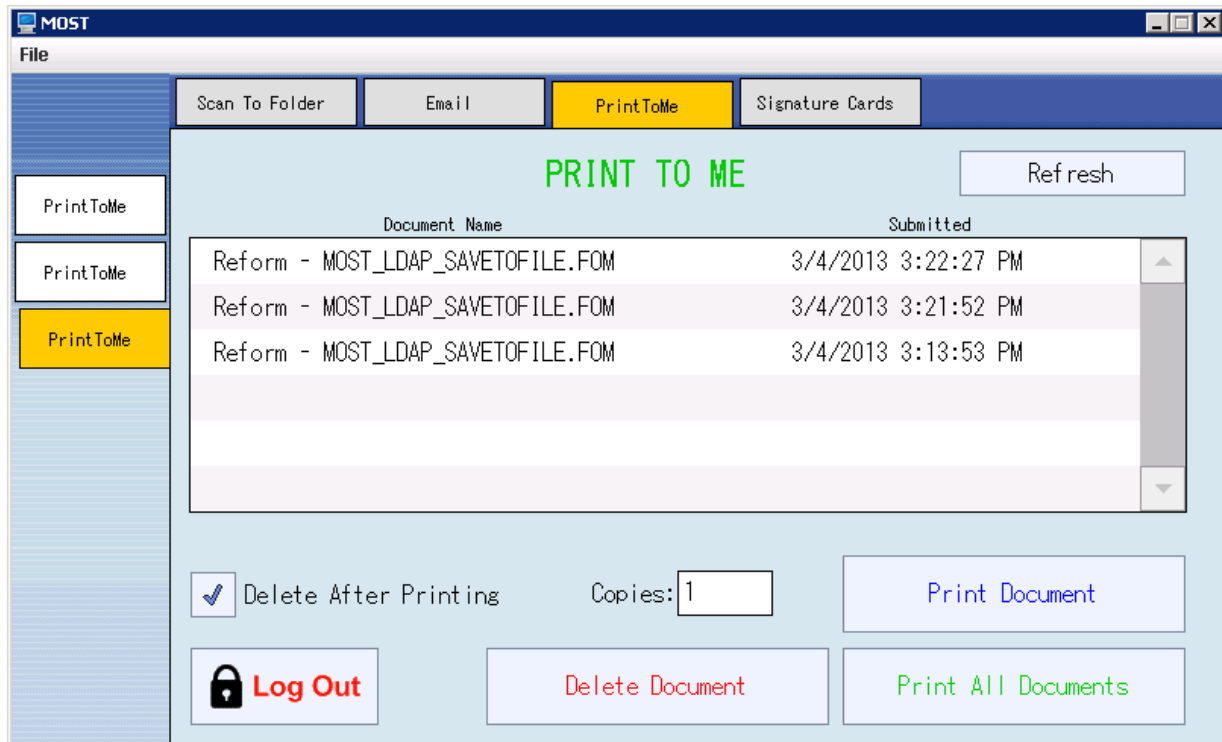 MOST
File
Scan To Folder Email PrintToMe Signature Cards
PRINT TO ME Refresh
PrintToMe
PrintToMe
PrintToMe
Document Name Submitted
Reform - MOST_LDAP_SAVETOFILE.FOM 3/4/2013 3:22:27 PM
Reform - MOST_LDAP_SAVETOFILE.FOM 3/4/2013 3:21:52 PM
Reform - MOST_LDAP_SAVETOFILE.FOM 3/4/2013 3:13:53 PM
Delete After Printing Copies: 1 Print Document
Log Out Delete Document Print All Documents